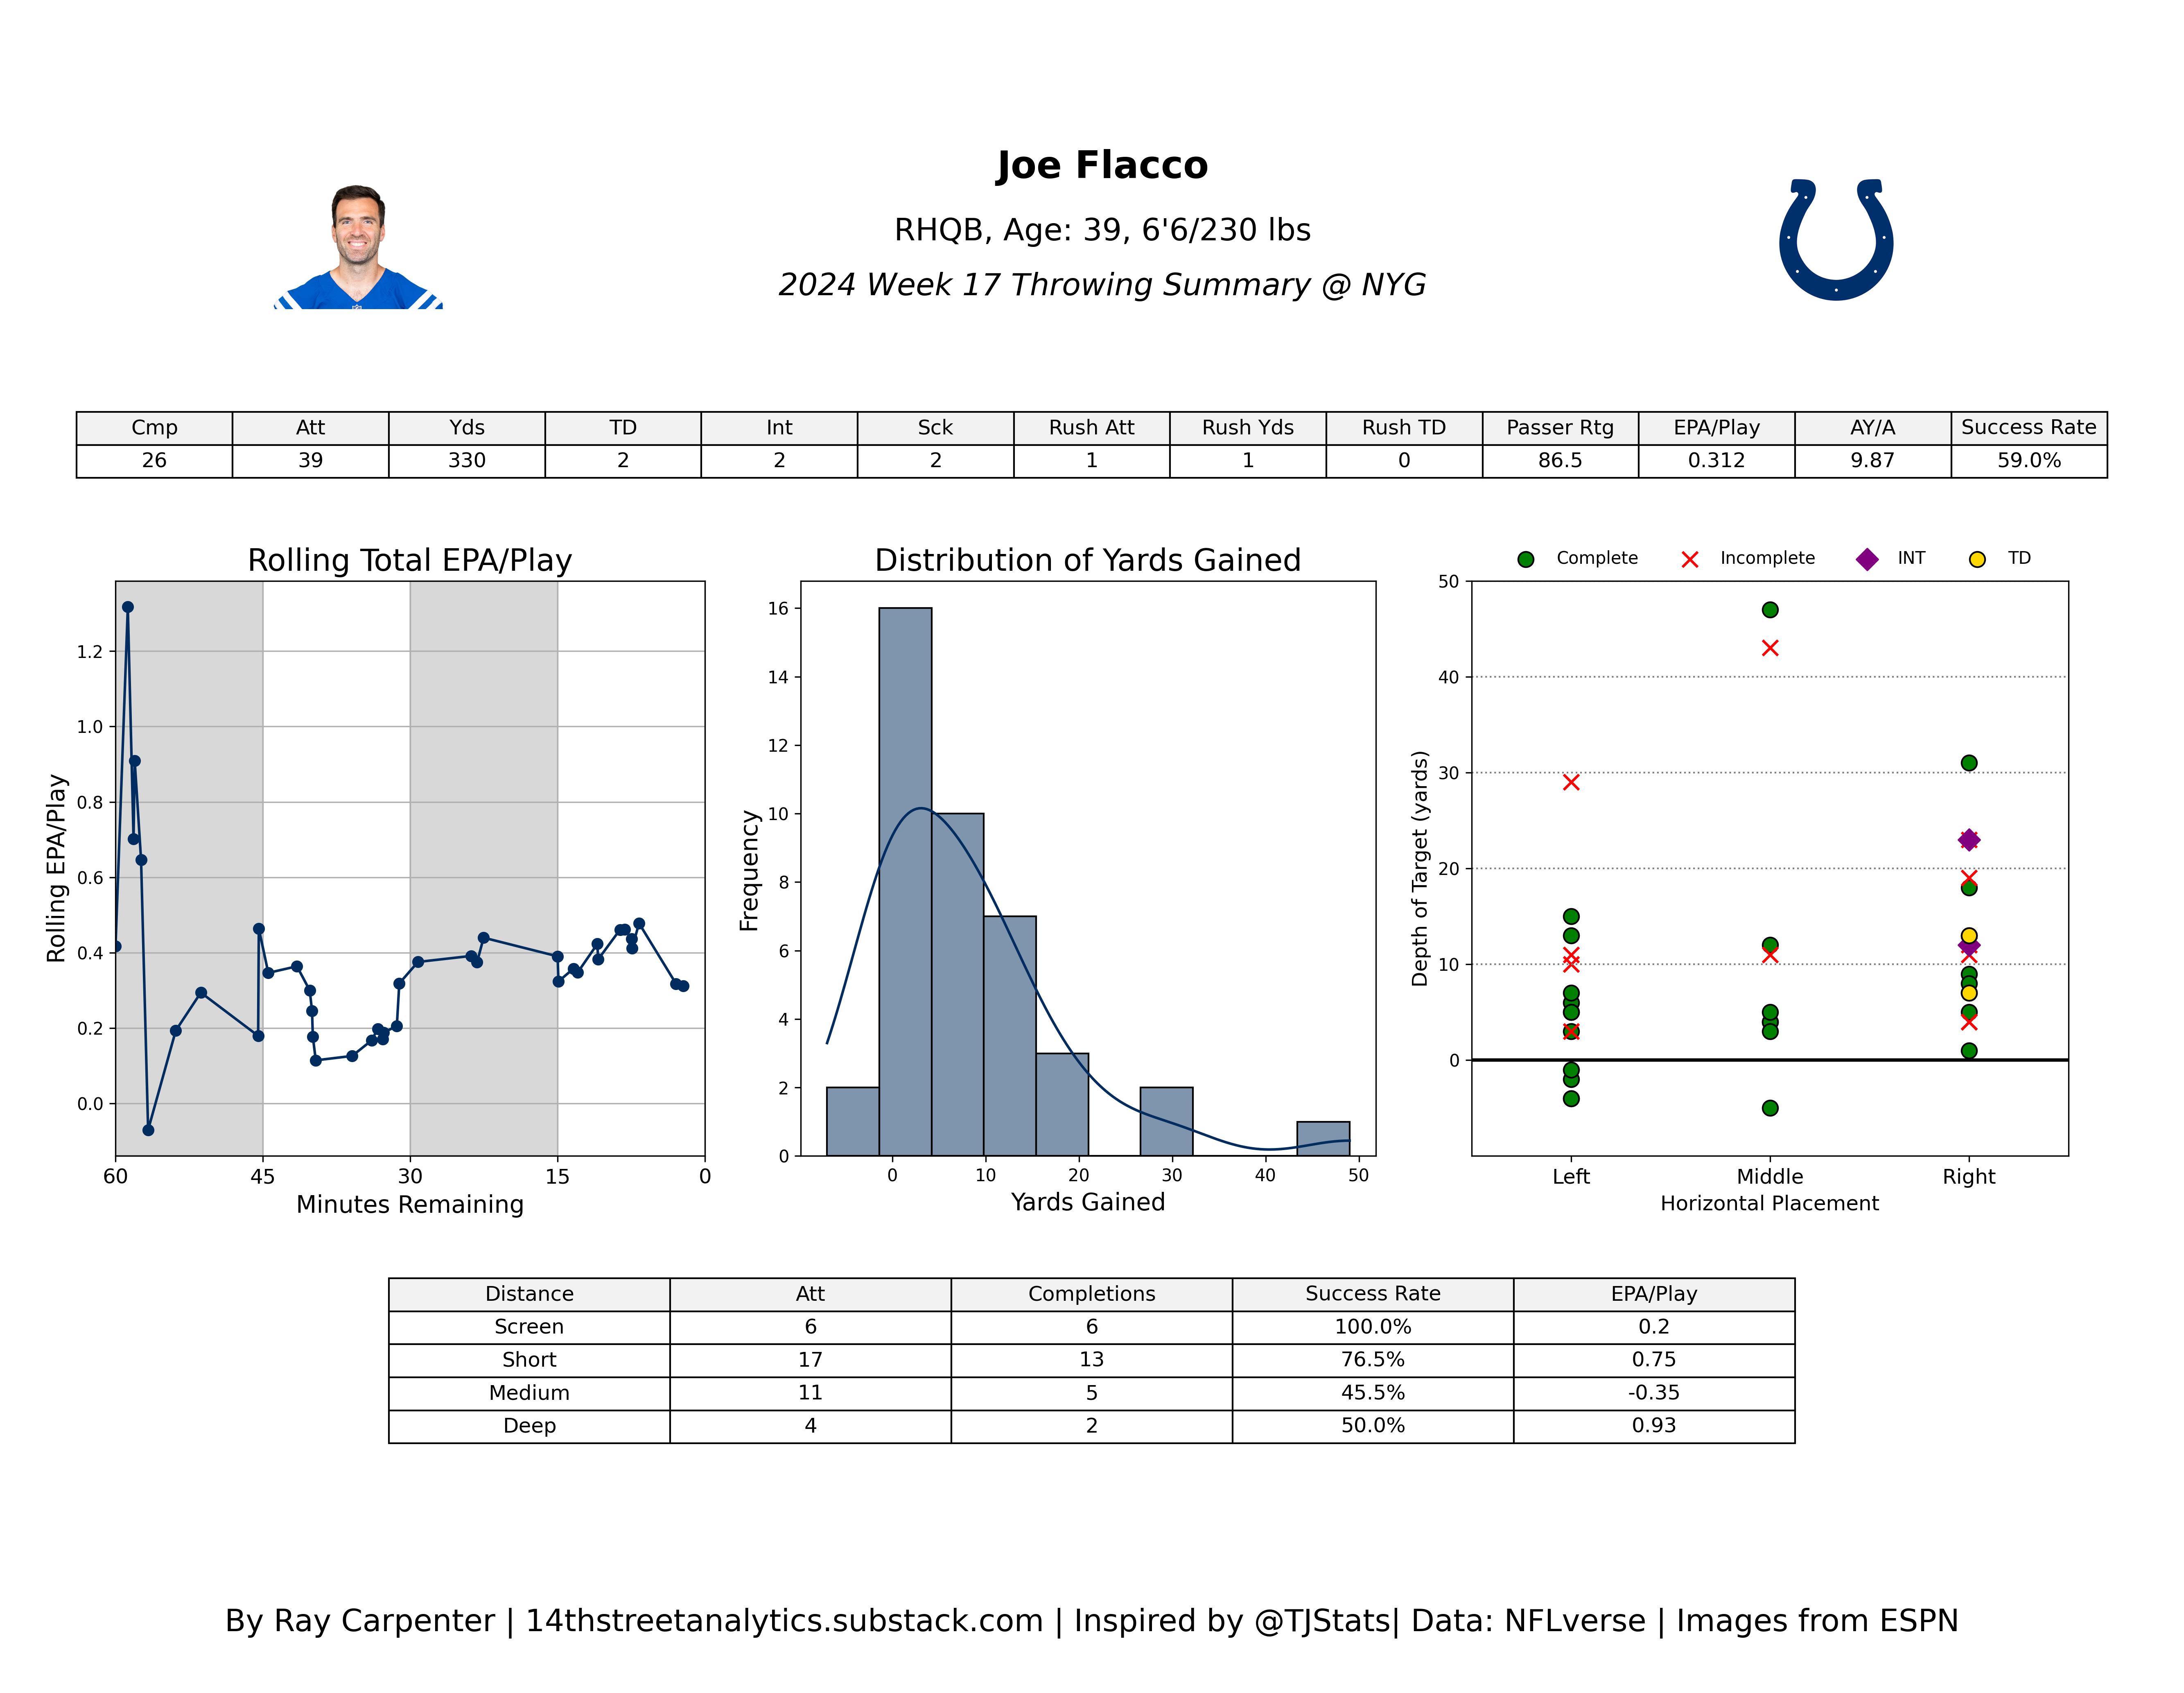 Joe Flacco
RHQB, Age: 39, 6'6/230 lbs
2024 Week 17 Throwing Summary @ NYG
Cmp Att Yds TD Int Sck Rush Att Rush Yds Rush TD Passer Rtg EPA/Play AY/A Success Rate
26 39 330 2 2 2 1 1 0 86.5 0.312 9.87 59.0%
Rolling Total EPA/Play
Rolling EPA/Play
1.2
1.0
0.8
0.6
0.4
0.2
0.0
60 45 30 15 0
Minutes Remaining
Distribution of Yards Gained
Frequency
16
14
12
10
8
6
4
2
0
0 10 20 30 40 50
Yards Gained
Complete Incomplete INT TD
Depth of Target (yards)
50
40
30
20
10
0
Left Middle Right
Horizontal Placement
Distance Att Completions Success Rate EPA/Play
Screen 6 6 100.0% 0.2
Short 17 13 76.5% 0.75
Medium 11 5 45.5% -0.35
Deep 4 2 50.0% 0.93
By Ray Carpenter | 14thstreetanalytics.substack.com | Inspired by @TJStats| Data: NFLverse | Images from ESPN